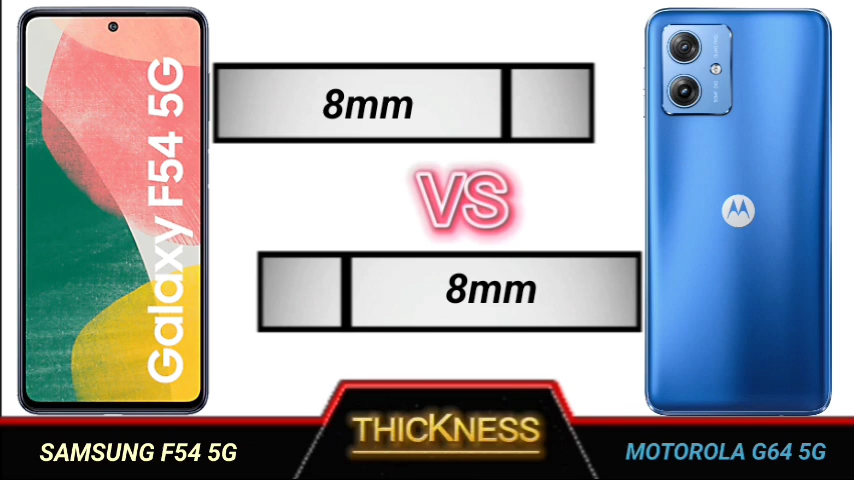 Galaxy F54 5G
8mm
VS
8mm
THICKNESS
SAMSUNG F54 5G
MOTOROLA G64 5G